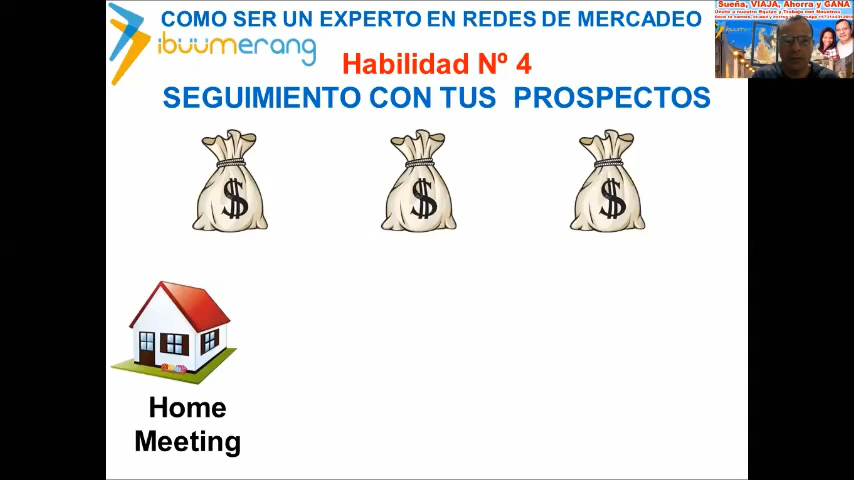 COMO SER UN EXPERTO EN REDES DE MERCADEO
ibüümerang
Habilidad Nº 4
SEGUIMIENTO CON TUS PROSPECTOS
Sueña, VIAJA, Ahorra y GANA
$
$
$
Home
Meeting